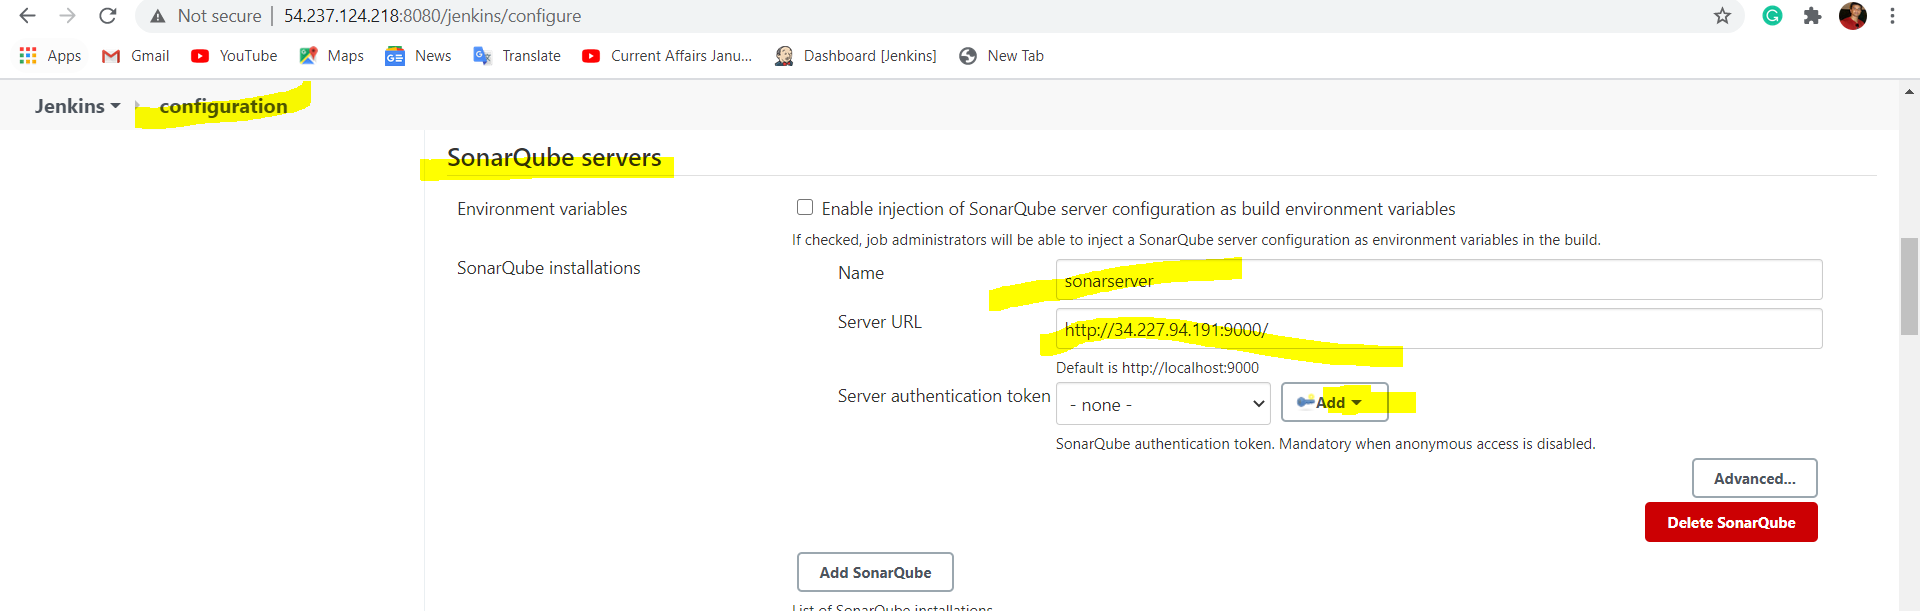 Not secure | 54.237.124.218:8080/jenkins/configure
Apps Gmail YouTube Maps News Translate Current Affairs Janu... Dashboard [Jenkins] New Tab
Jenkins configuration
SonarQube servers
Environment variables Enable injection of SonarQube server configuration as build environment variables
If checked, job administrators will be able to inject a SonarQube server configuration as environment variables in the build.
SonarQube installations
Name sonarserver
Server URL http://34.227.94.191:9000/
Default is http://localhost:9000
Server authentication token - none - Add
SonarQube authentication token. Mandatory when anonymous access is disabled.
Advanced...
Delete SonarQube
Add SonarQube
List of SonarQube installations